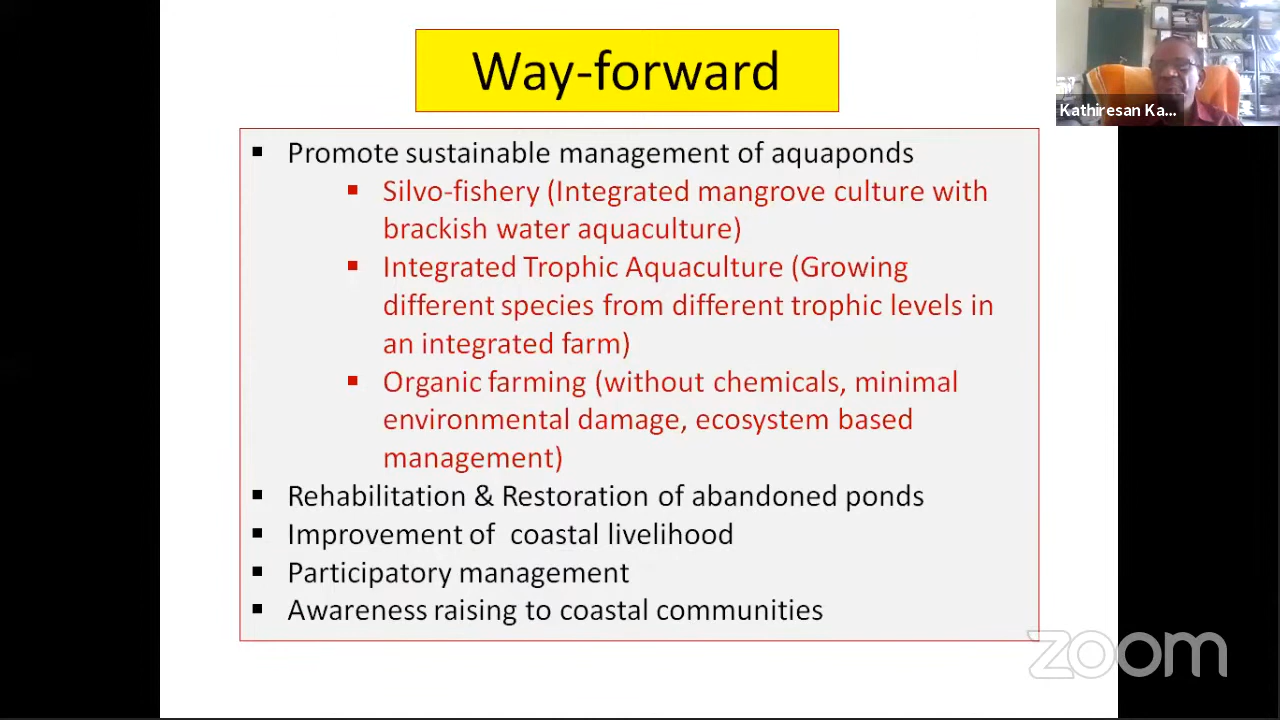 Way-forward
Kathiresan Ka...
▪ Promote sustainable management of aquaponds
▪ Silvo-fishery (Integrated mangrove culture with
brackish water aquaculture)
▪ Integrated Trophic Aquaculture (Growing
different species from different trophic levels in
an integrated farm)
▪ Organic farming (without chemicals, minimal
environmental damage, ecosystem based
management)
▪ Rehabilitation & Restoration of abandoned ponds
▪ Improvement of  coastal livelihood
▪ Participatory management
▪ Awareness raising to coastal communities
zoom